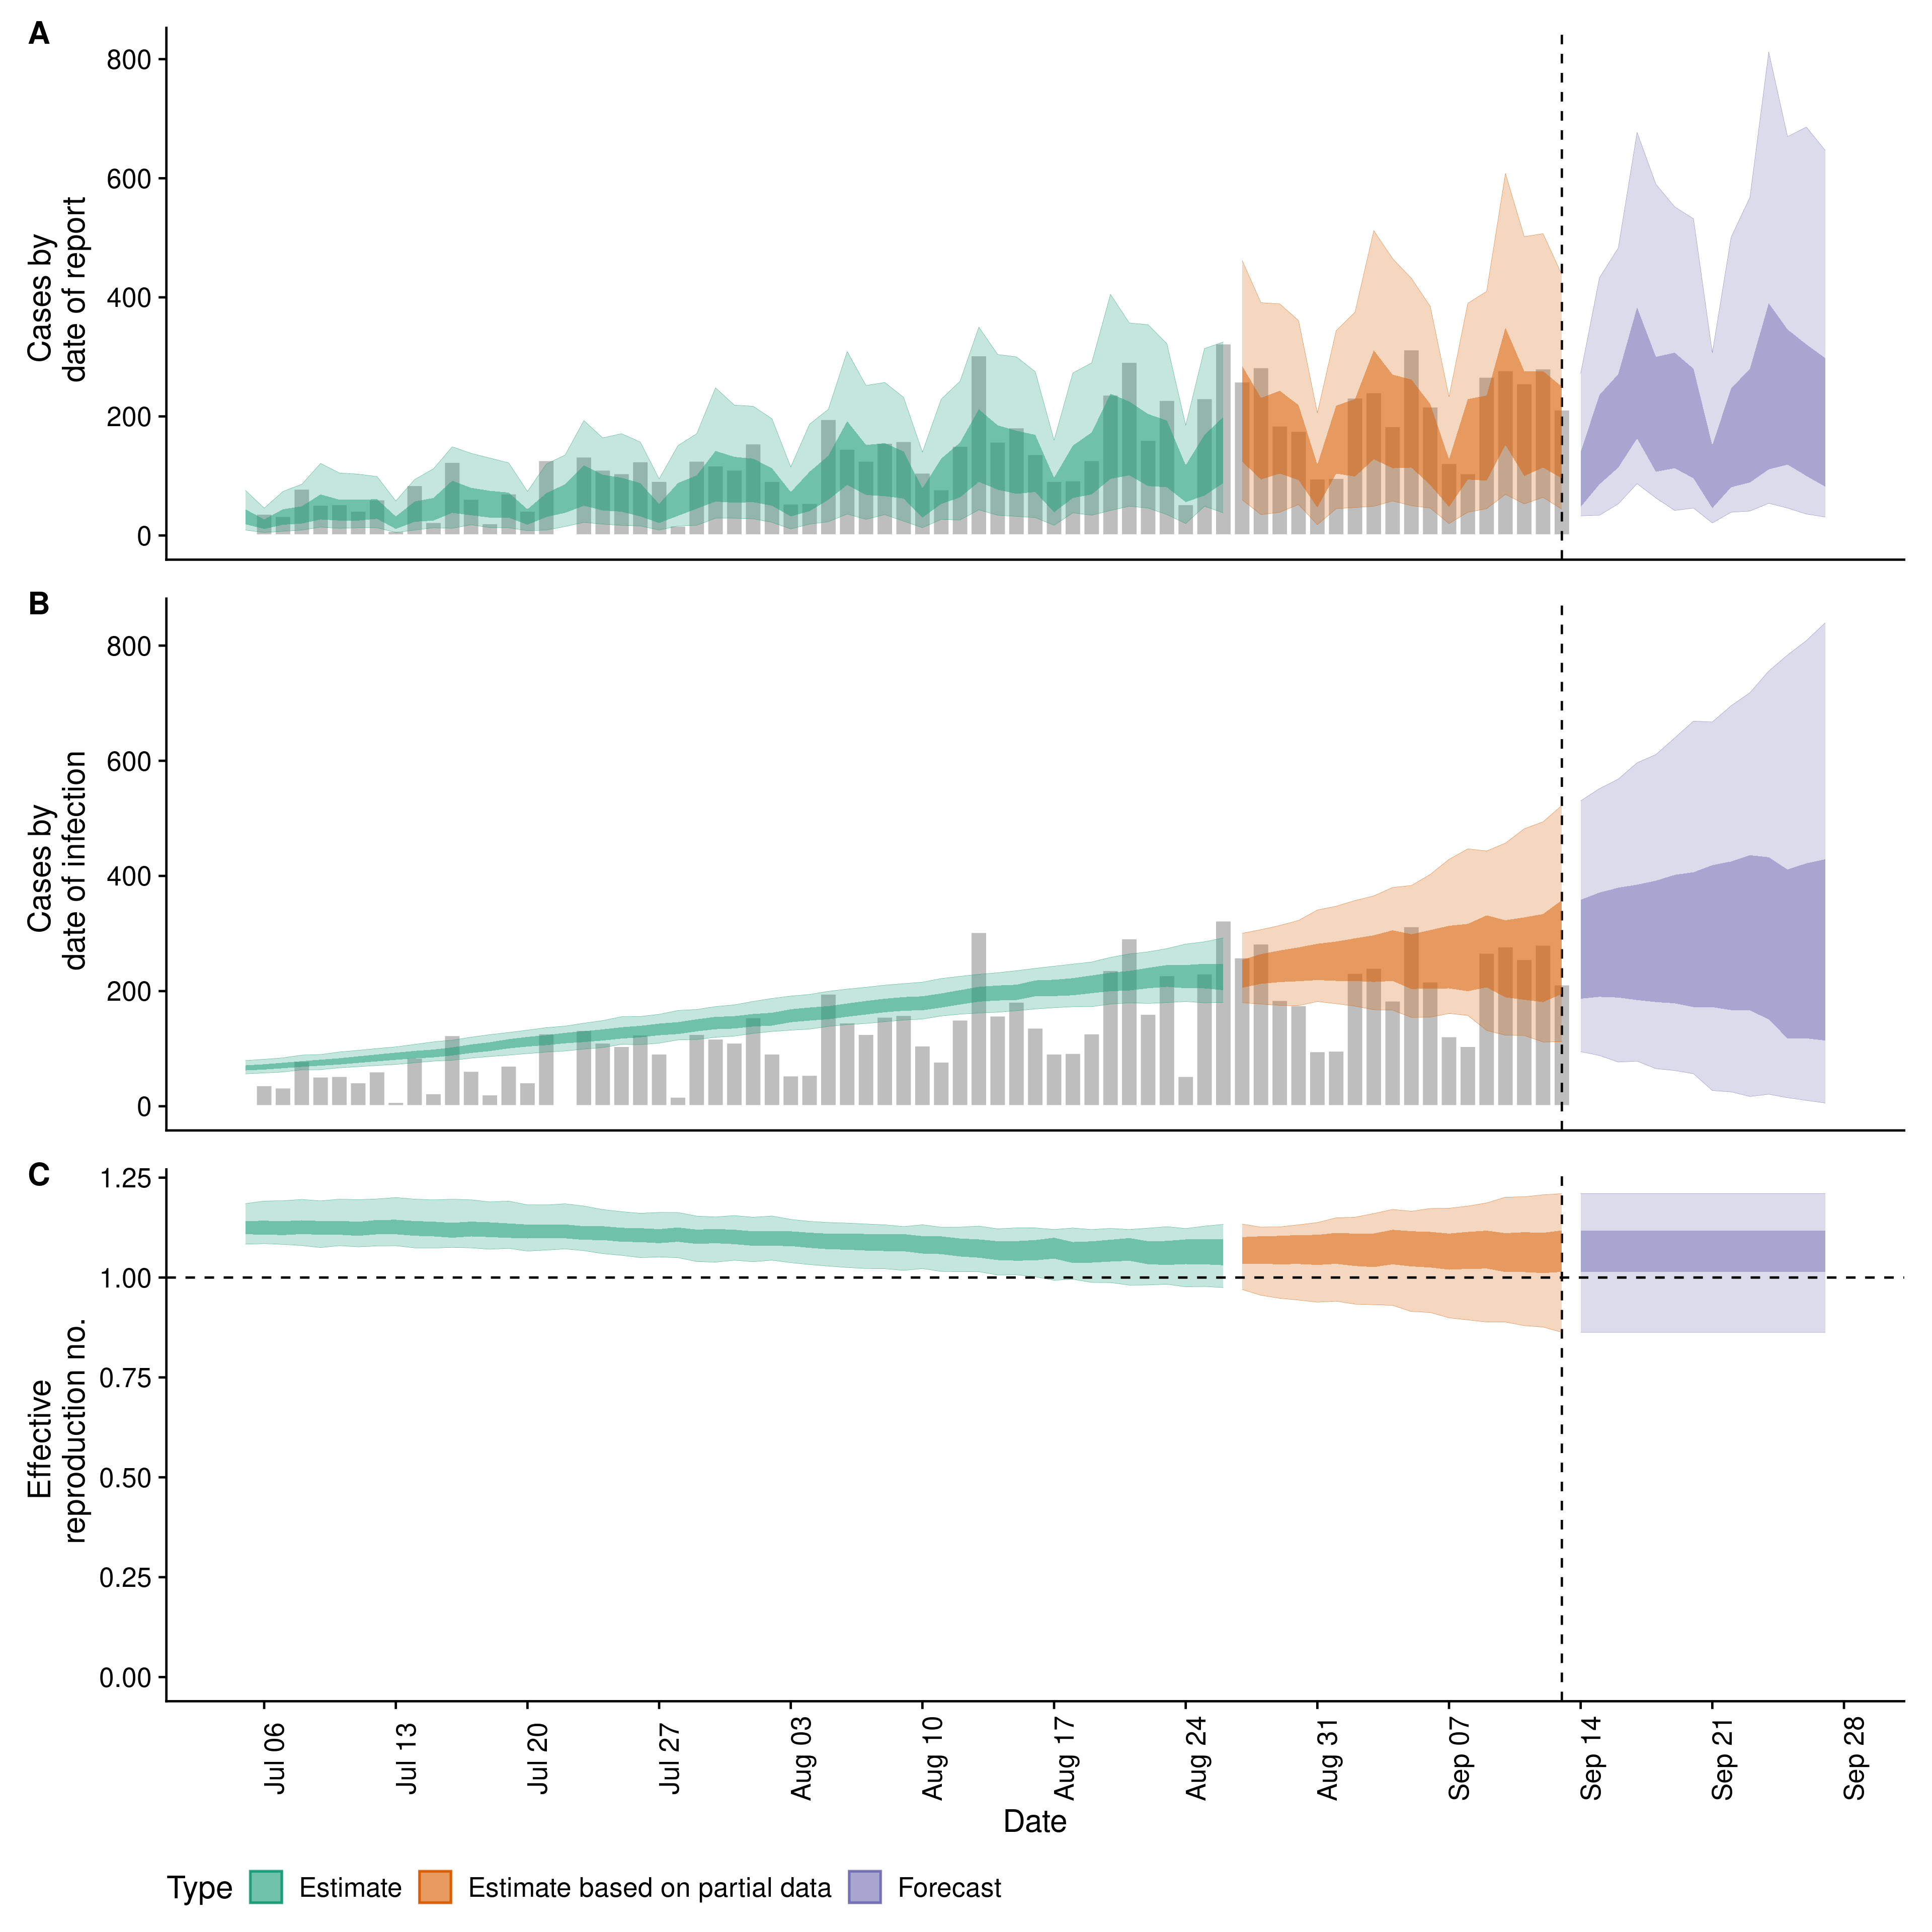 A
800
600
400
200
0
Cases by
date of report
B
800
600
400
200
0
Cases by
date of infection
C
1.25
1.00
0.75
0.50
0.25
0.00
Effective
reproduction no.
Jul 06
Jul 13
Jul 20
Jul 27
Aug 03
Aug 10
Aug 17
Aug 24
Aug 31
Sep 07
Sep 14
Sep 21
Sep 28
Date
Type Estimate Estimate based on partial data Forecast